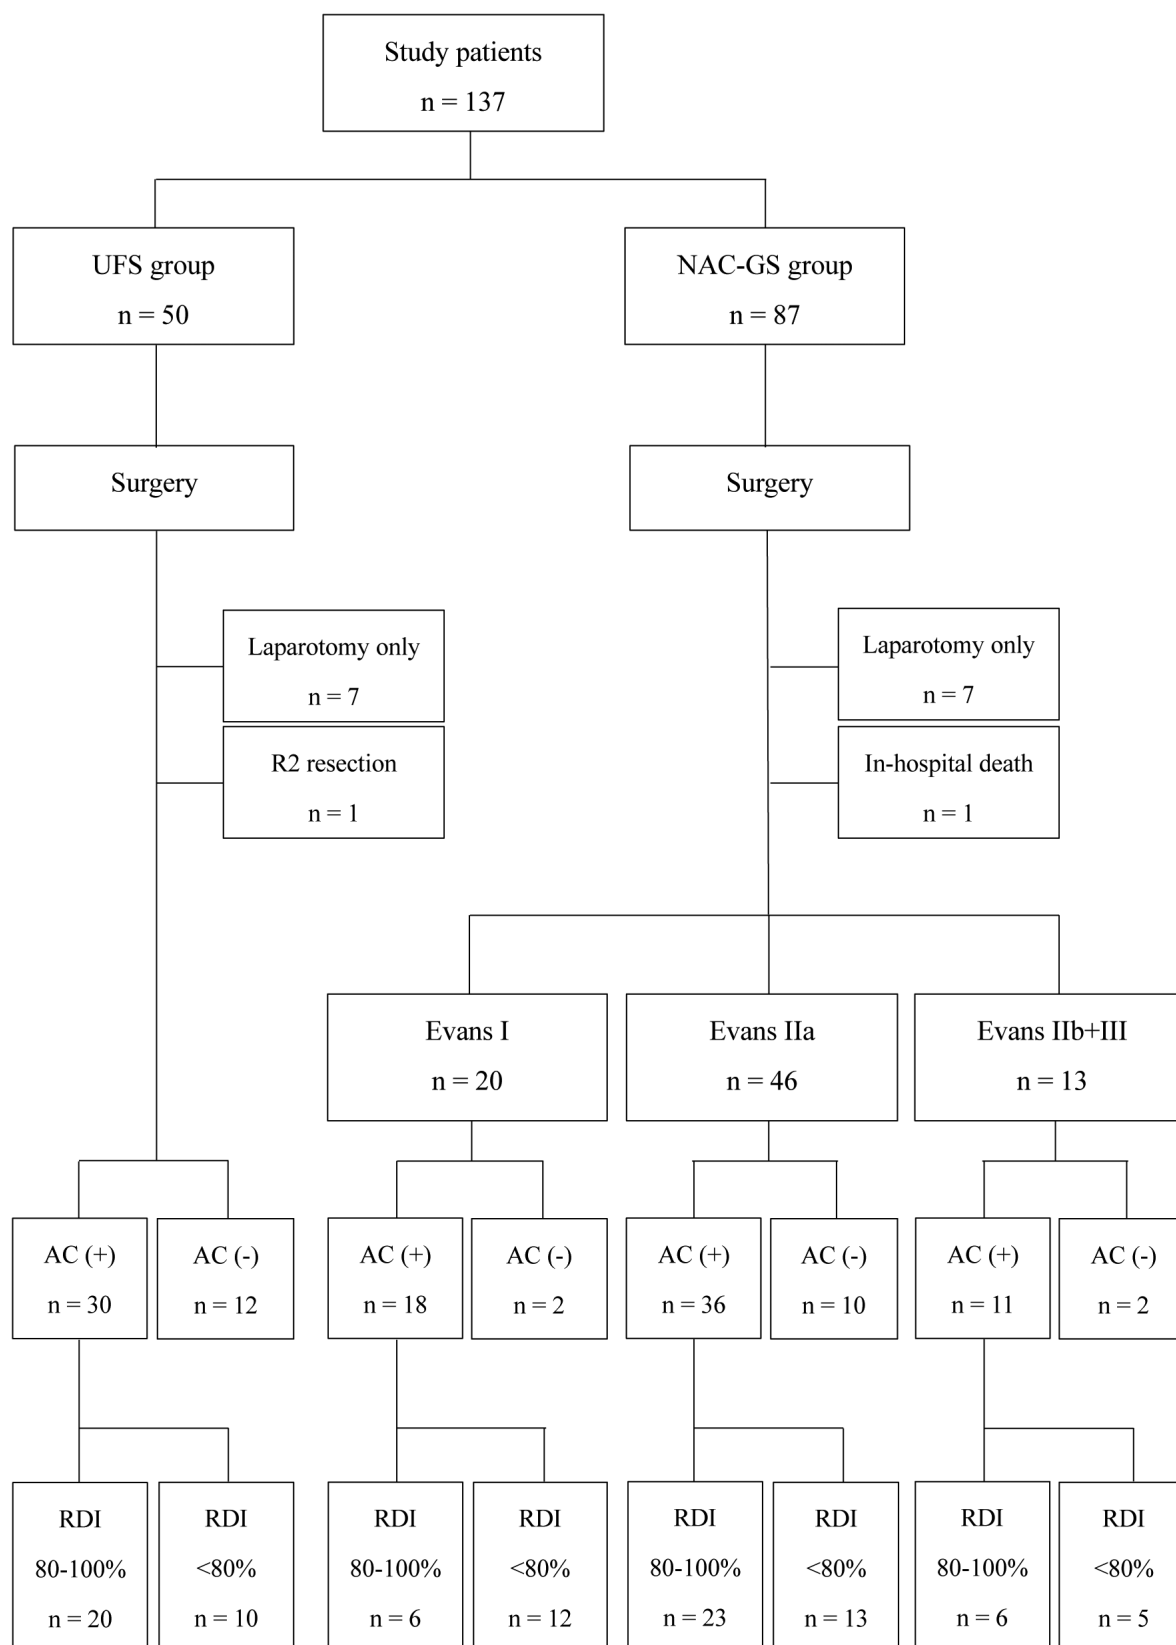 Study patients
n = 137
UFS group
n = 50
NAC-GS group
n = 87
Surgery
Surgery
Laparotomy only
n = 7
R2 resection
n = 1
Laparotomy only
n = 7
In-hospital death
n = 1
Evans I
n = 20
Evans IIa
n = 46
Evans IIb+III
n = 13
AC (+)
n = 30
AC (-)
n = 12
AC (+)
n = 18
AC (-)
n = 2
AC (+)
n = 36
AC (-)
n = 10
AC (+)
n = 11
AC (-)
n = 2
RDI
80-100%
n = 20
RDI
<80%
n = 10
RDI
80-100%
n = 6
RDI
<80%
n = 12
RDI
80-100%
n = 23
RDI
<80%
n = 13
RDI
80-100%
n = 6
RDI
<80%
n = 5